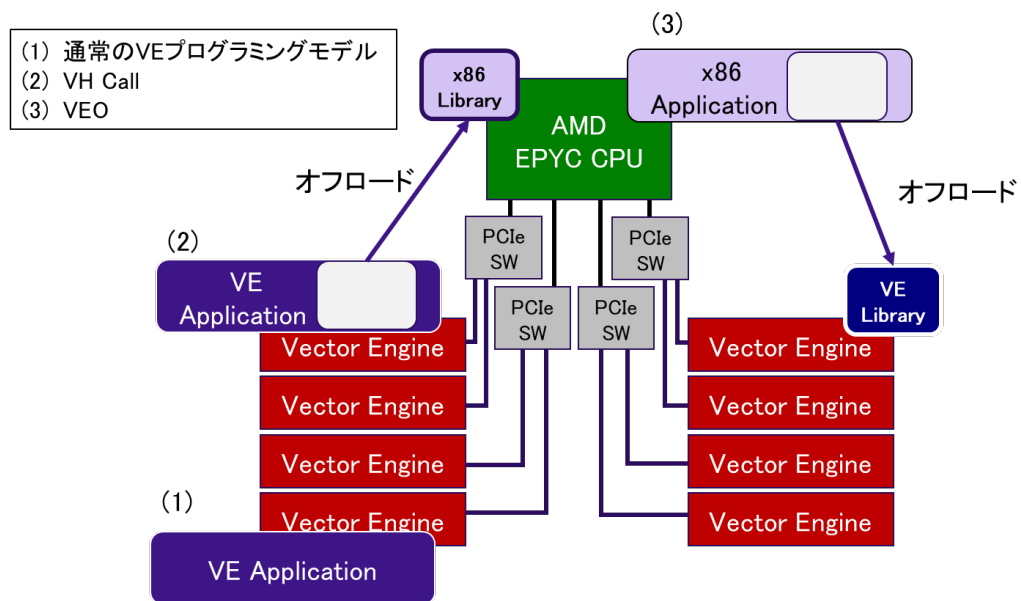 (1) 通常のVEプログラミングモデル
(2) VH Call
(3) VEO
(3)
x86
Library
x86
Application
AMD
EPYC CPU
オフロード
オフロード
(2)
VE
Application
PCIe
SW
PCIe
SW
PCIe
SW
PCIe
SW
VE
Library
Vector Engine
Vector Engine
Vector Engine
Vector Engine
Vector Engine
Vector Engine
Vector Engine
Vector Engine
(1)
VE Application